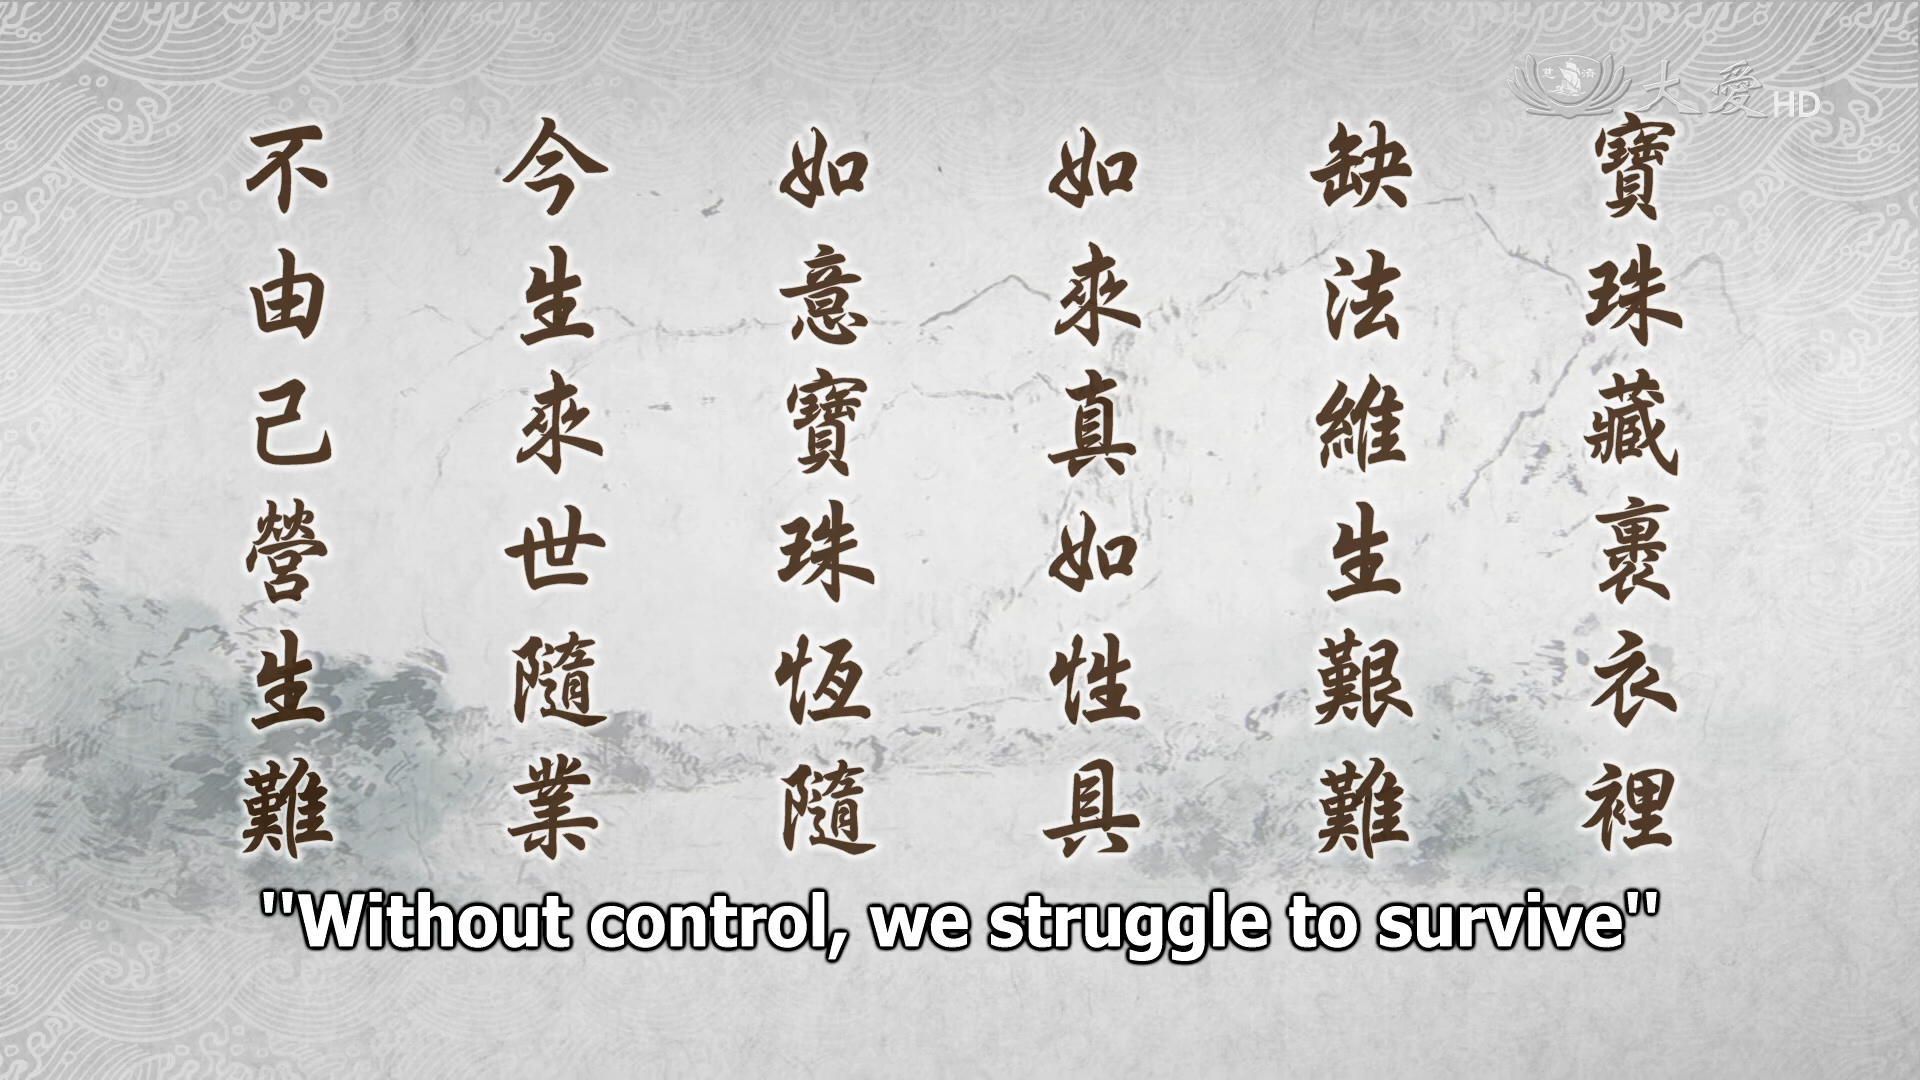 大愛HD
慈濟
寶珠藏裹衣裡
缺法維生艱難
如來真如性具
如意寶珠恆隨
今生來世隨業
不由己營生難
"Without control, we struggle to survive"